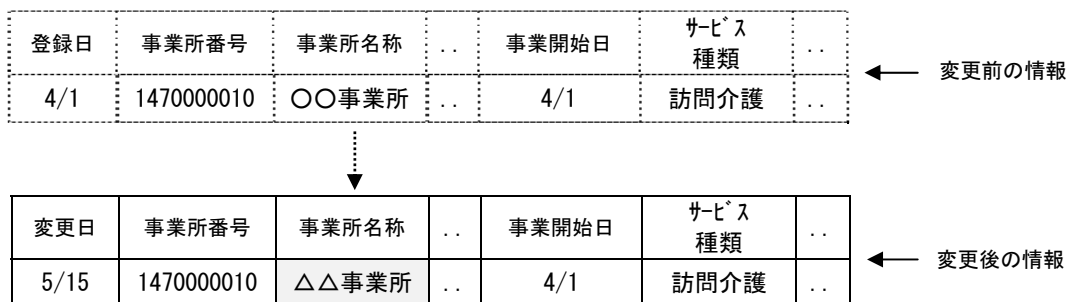 登録日 事業所番号 事業所名称 .. 事業開始日 ｻｰﾋﾞｽ 種類 ..
4/1 1470000010 〇〇事業所 .. 4/1 訪問介護 ..
変更前の情報
変更日 事業所番号 事業所名称 .. 事業開始日 ｻｰﾋﾞｽ 種類 ..
5/15 1470000010 △△事業所 .. 4/1 訪問介護 ..
変更後の情報